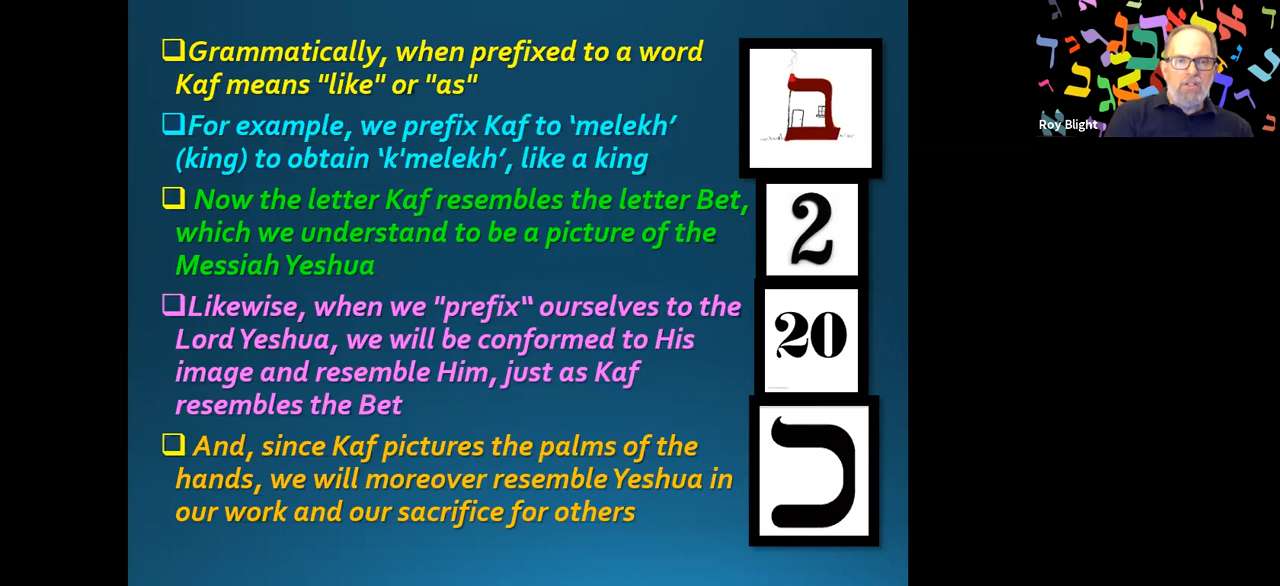 Grammatically, when prefixed to a word
Kaf means "like" or "as"
For example, we prefix Kaf to ‘melekh’
(king) to obtain ‘k'melekh’, like a king
Now the letter Kaf resembles the letter Bet,
which we understand to be a picture of the
Messiah Yeshua
Likewise, when we "prefix“ ourselves to the
Lord Yeshua, we will be conformed to His
image and resemble Him, just as Kaf
resembles the Bet
And, since Kaf pictures the palms of the
hands, we will moreover resemble Yeshua in
our work and our sacrifice for others
ב
2
20
כ
Roy Blight